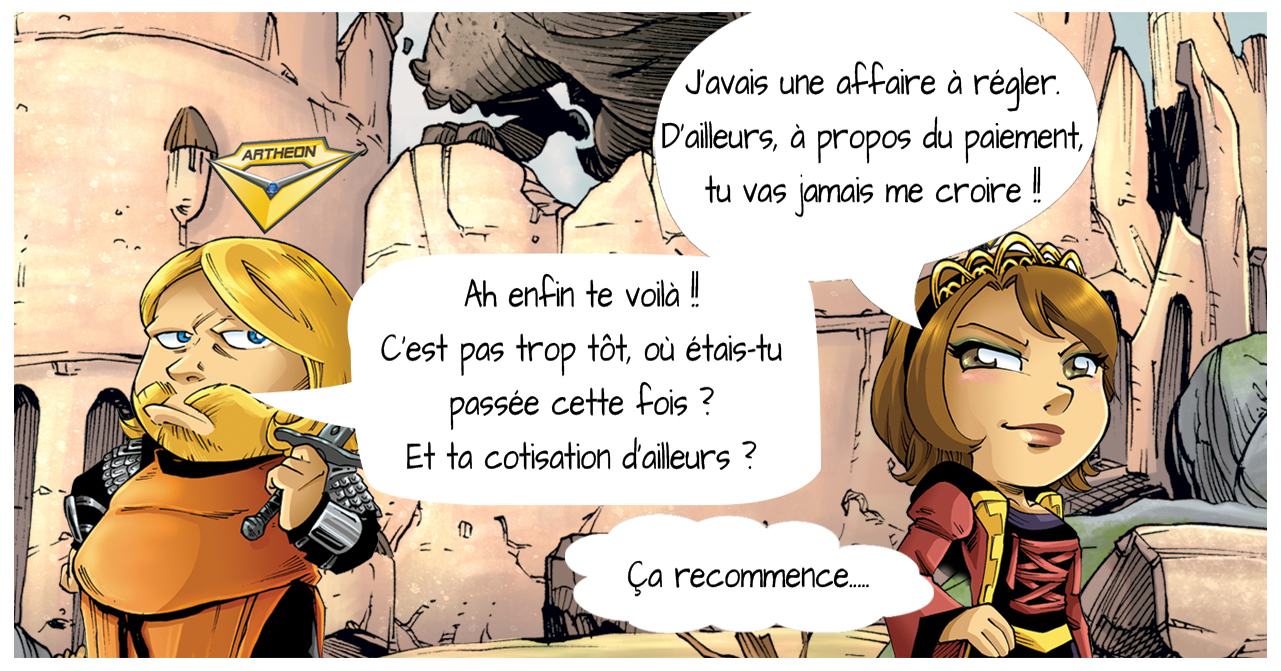 ARTHEON
Ah enfin te voilà !!
C'est pas trop tôt, où étais-tu
passée cette fois ?
Et ta cotisation d'ailleurs ?
J'avais une affaire à régler.
D'ailleurs, à propos du paiement,
tu vas jamais me croire !!
Ça recommence.....